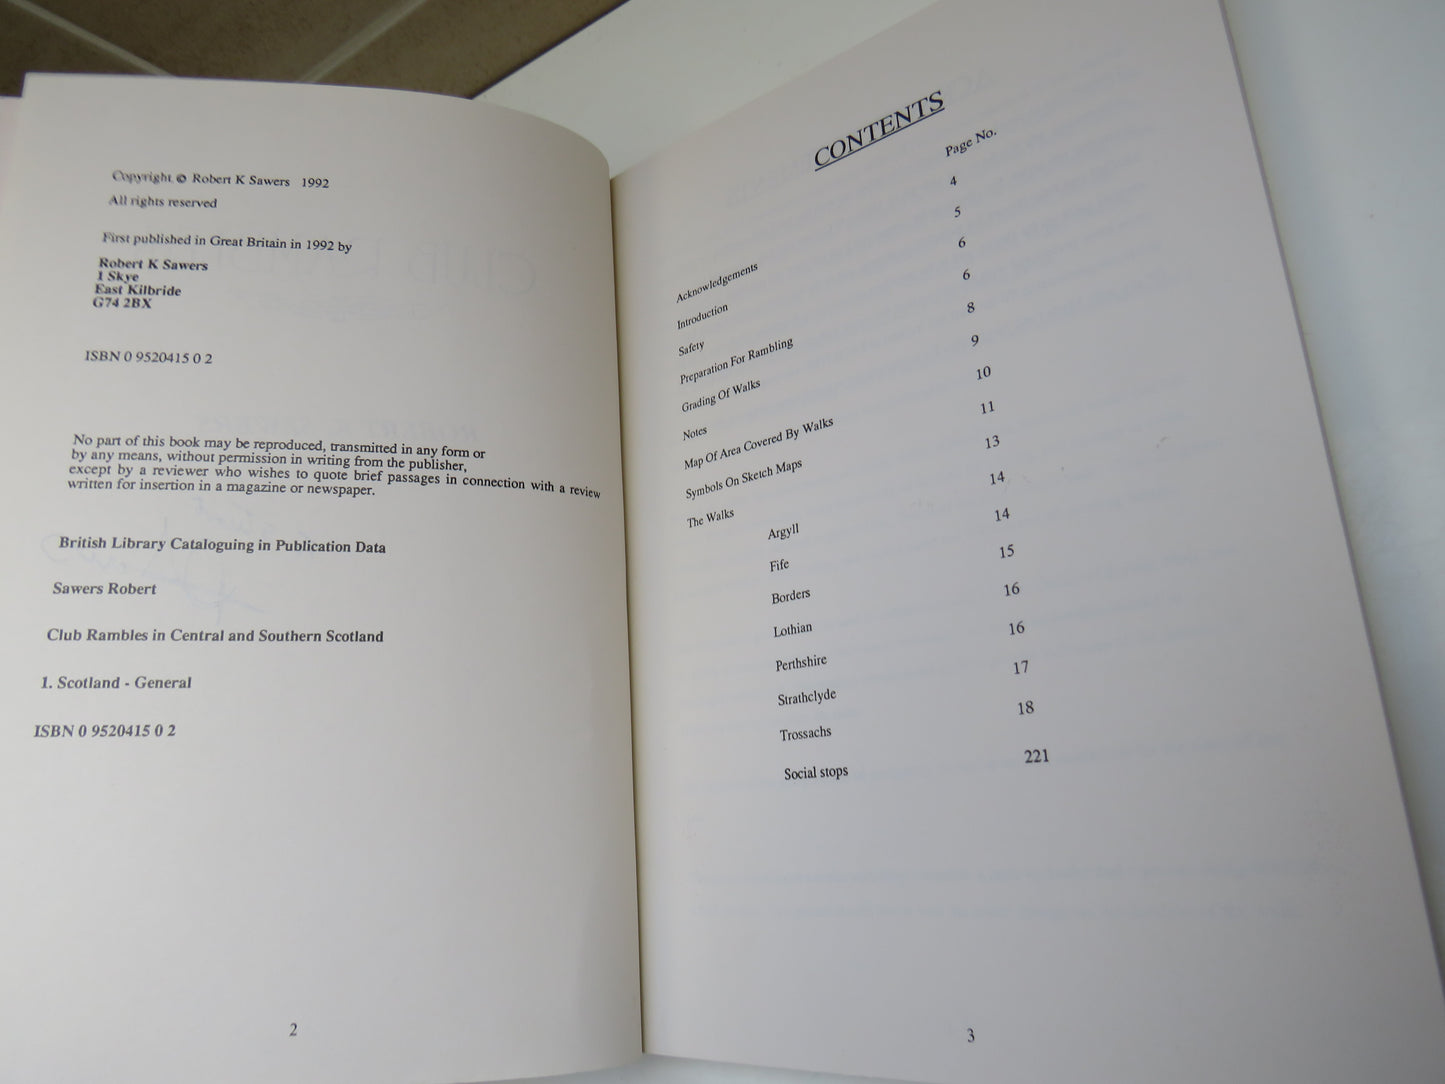 Copyright © Robert K Sawers 1992
All rights reserved
First published in Great Britain in 1992 by
Robert K Sawers
1 Skye
East Kilbride
G74 2BX
ISBN 0 9520415 0 2
No part of this book may be reproduced, transmitted in any form or
by any means, without permission in writing from the publisher,
except by a reviewer who wishes to quote brief passages in connection with a review
written for insertion in a magazine or newspaper.
British Library Cataloguing in Publication Data
Sawers Robert
Club Rambles in Central and Southern Scotland
1. Scotland - General
ISBN 0 9520415 0 2
2
CONTENTS
Page No.
Acknowledgements 4
Introduction 5
Safety 6
Preparation For Rambling 6
Grading Of Walks 8
Notes 9
Map Of Area Covered By Walks 10
Symbols On Sketch Maps 11
The Walks 13
Argyll 14
Fife 14
Borders 15
Lothian 16
Perthshire 16
Strathclyde 17
Trossachs 18
Social stops 221
3